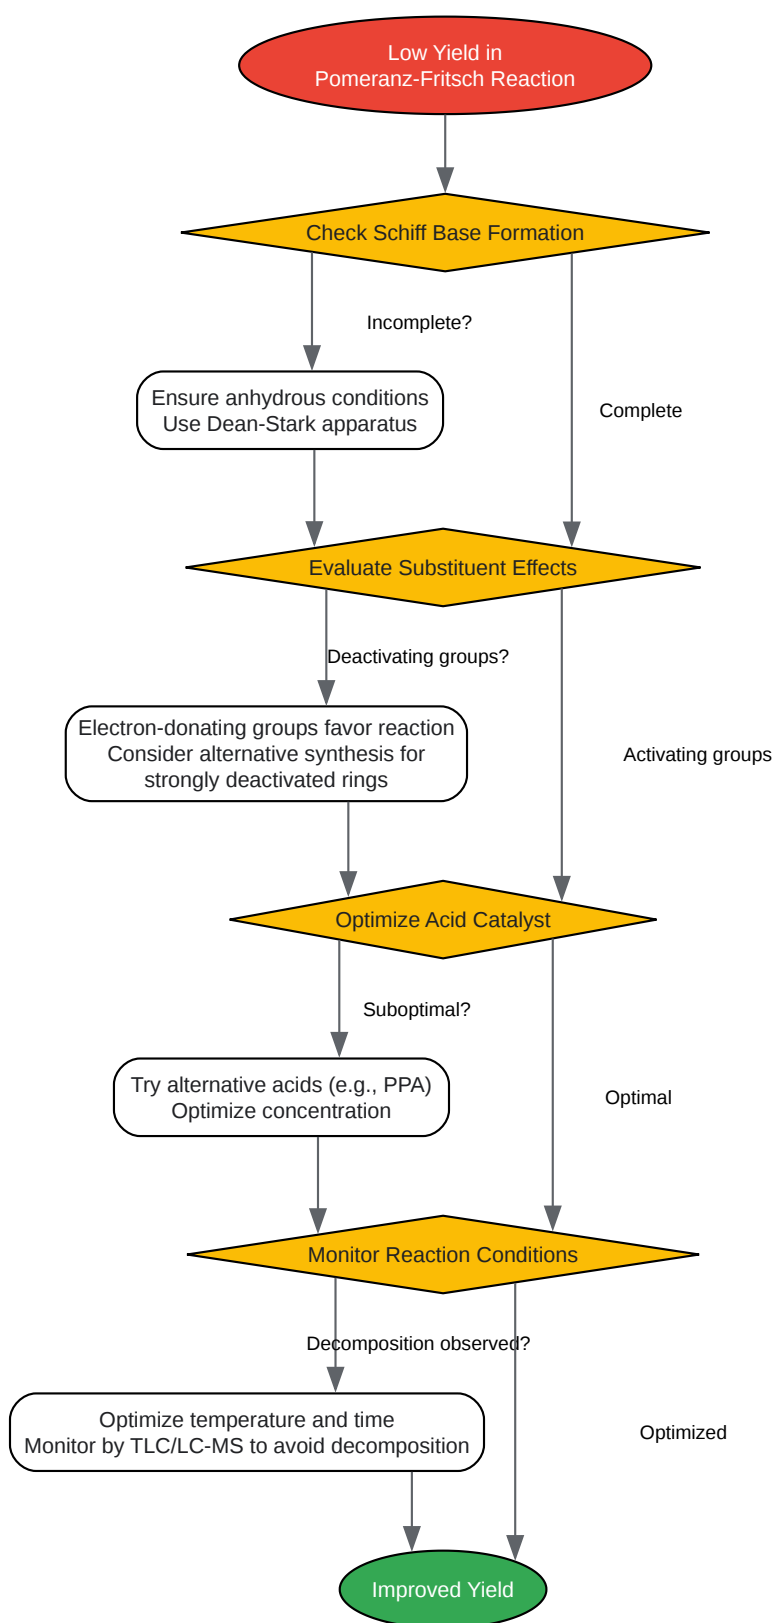 Low Yield in
Pomeranz-Fritsch Reaction
Check Schiff Base Formation
Incomplete?
Ensure anhydrous conditions
Use Dean-Stark apparatus
Complete
Evaluate Substituent Effects
Deactivating groups?
Electron-donating groups favor reaction
Consider alternative synthesis for
strongly deactivated rings
Activating groups
Optimize Acid Catalyst
Suboptimal?
Try alternative acids (e.g., PPA)
Optimize concentration
Optimal
Monitor Reaction Conditions
Decomposition observed?
Optimize temperature and time
Monitor by TLC/LC-MS to avoid decomposition
Optimized
Improved Yield